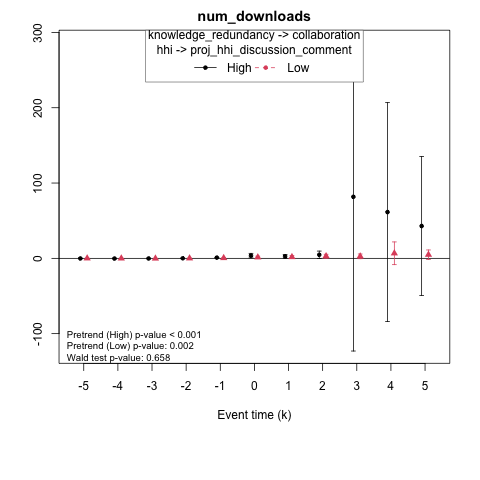 num_downloads
knowledge_redundancy -> collaboration
hhi -> proj_hhi_discussion_comment
High Low
300
200
100
0
-100
Pretrend (High) p-value < 0.001
Pretrend (Low) p-value: 0.002
Wald test p-value: 0.658
-5 -4 -3 -2 -1 0 1 2 3 4 5
Event time (k)